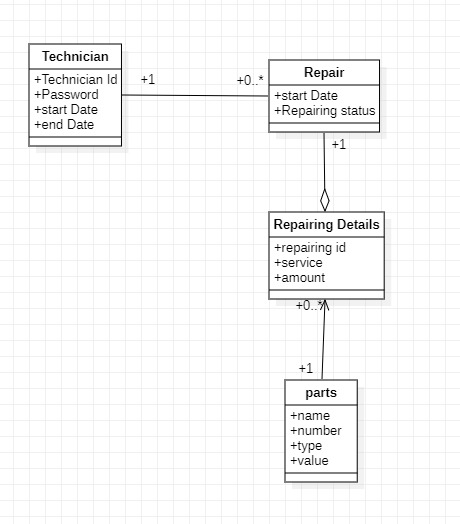 Technician
+Technician Id
+Password
+start Date
+end Date
+1
+0..*
Repair
+start Date
+Repairing status
+1
Repairing Details
+repairing id
+service
+amount
+0..*
+1
parts
+name
+number
+type
+value